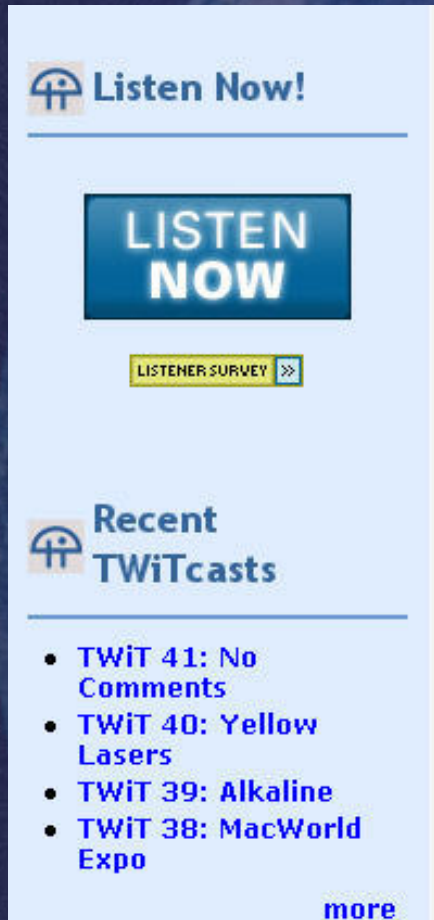 Listen Now!
LISTEN
NOW
LISTENER SURVEY »
Recent
TWiTcasts
TWiT 41: No
Comments
TWiT 40: Yellow
Lasers
TWiT 39: Alkaline
TWiT 38: MacWorld
Expo
more